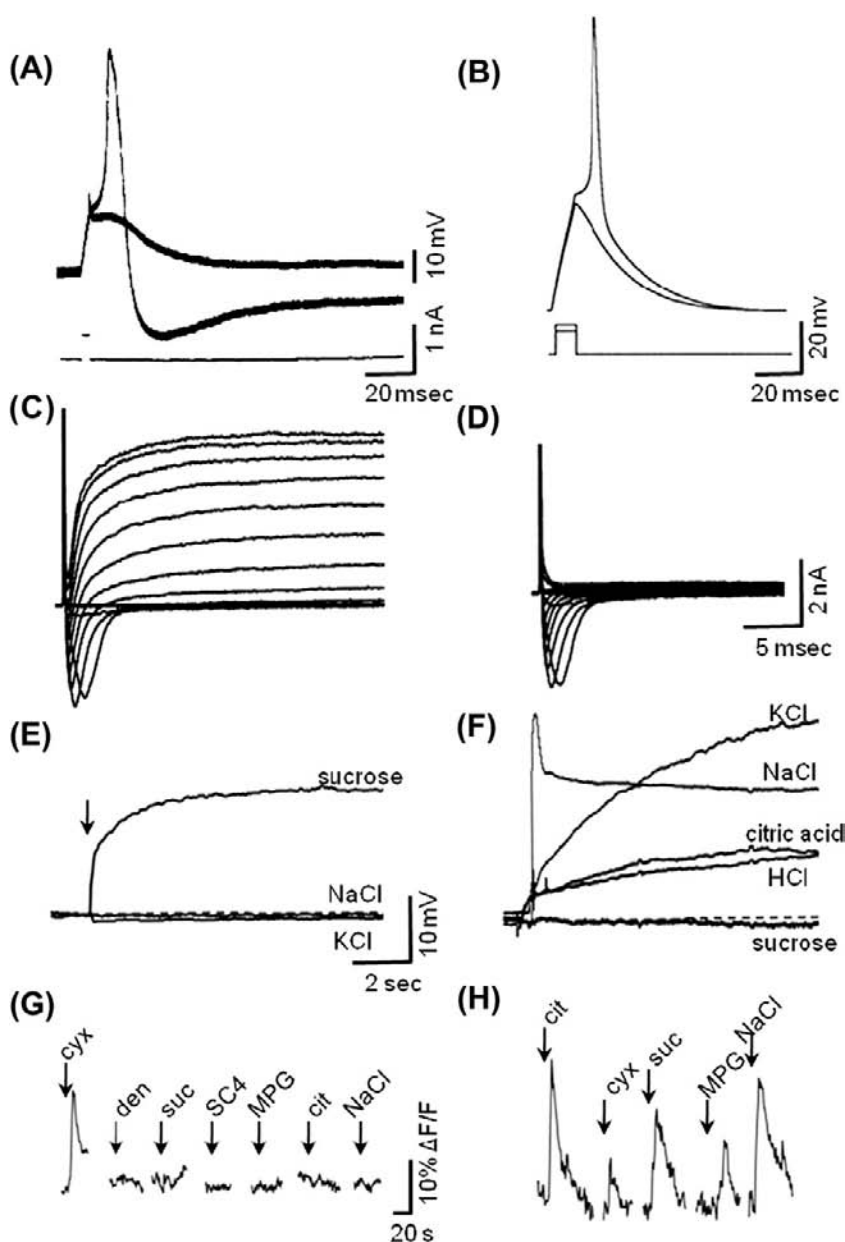 (A)
10 mV
1 nA
20 msec
(B)
20 mv
20 msec
(C)
(D)
2 nA
5 msec
(E)
sucrose
NaCl
KCl
10 mV
2 sec
(F)
KCl
NaCl
citric acid
HCl
sucrose
(G)
cyx
den
suc
SC4
MPG
cit
NaCl
10% ΔF/F
20 s
(H)
cit
cyx
suc
MPG
NaCl